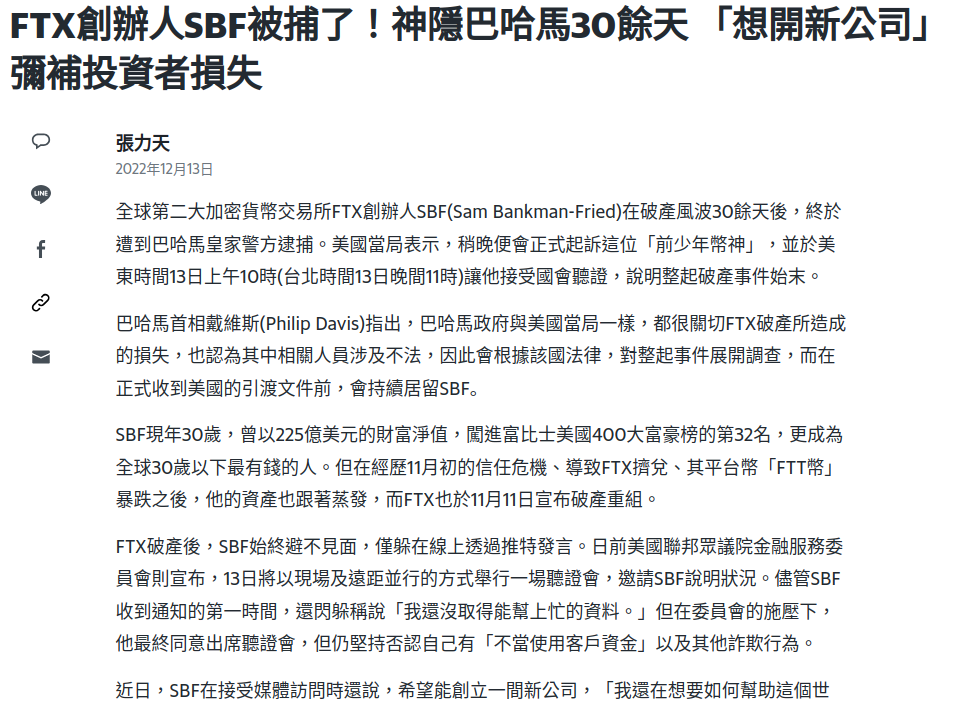 FTX創辦人SBF被捕了！神隱巴哈馬30餘天 「想開新公司」
彌補投資者損失
張力天
2022年12月13日
LINE
全球第二大加密貨幣交易所FTX創辦人SBF(Sam Bankman-Fried)在破產風波30餘天後，終於
遭到巴哈馬皇家警方逮捕。美國當局表示，稍晚便會正式起訴這位「前少年幣神」，並於美
東時間13日上午10時(台北時間13日晚間11時)讓他接受國會聽證，說明整起破產事件始末。
巴哈馬首相戴維斯(Philip Davis)指出，巴哈馬政府與美國當局一樣，都很關切FTX破產所造成
的損失，也認為其中相關人員涉及不法，因此會根據該國法律，對整起事件展開調查，而在
正式收到美國的引渡文件前，會持續居留SBF。
SBF現年30歲，曾以225億美元的財富淨值，闖進富比士美國400大富豪榜的第32名，更成為
全球30歲以下最有錢的人。但在經歷11月初的信任危機、導致FTX擠兌、其平台幣「FTT幣」
暴跌之後，他的資產也跟著蒸發，而FTX也於11月11日宣布破產重組。
FTX破產後，SBF始終避不見面，僅躲在線上透過推特發言。日前美國聯邦眾議院金融服務委
員會則宣布，13日將以現場及遠距並行的方式舉行一場聽證會，邀請SBF說明狀況。儘管SBF
收到通知的第一時間，還閃躲稱說「我還沒取得能幫上忙的資料。」但在委員會的施壓下，
他最終同意出席聽證會，但仍堅持否認自己有「不當使用客戶資金」以及其他詐欺行為。
近日，SBF在接受媒體訪問時還說，希望能創立一間新公司，「我還在想要如何幫助這個世